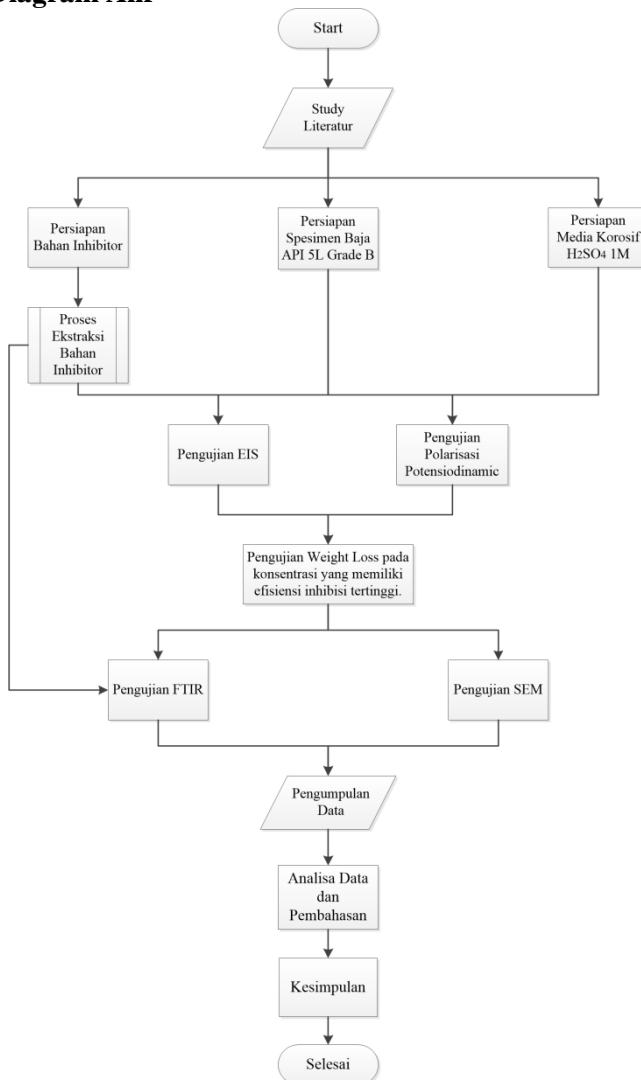 Start
Study
Literatur
Persiapan
Bahan Inhibitor
Persiapan
Spesimen Baja
API 5L Grade B
Persiapan
Media Korosif
H2SO4 1M
Proses
Ekstraksi
Bahan
Inhibitor
Pengujian EIS
Pengujian
Polarisasi
Potensiodinamic
Pengujian Weight Loss pada
konsentrasi yang memiliki
efisiensi inhibisi tertinggi.
Pengujian FTIR
Pengujian SEM
Pengumpulan
Data
Analisa Data
dan
Pembahasan
Kesimpulan
Selesai